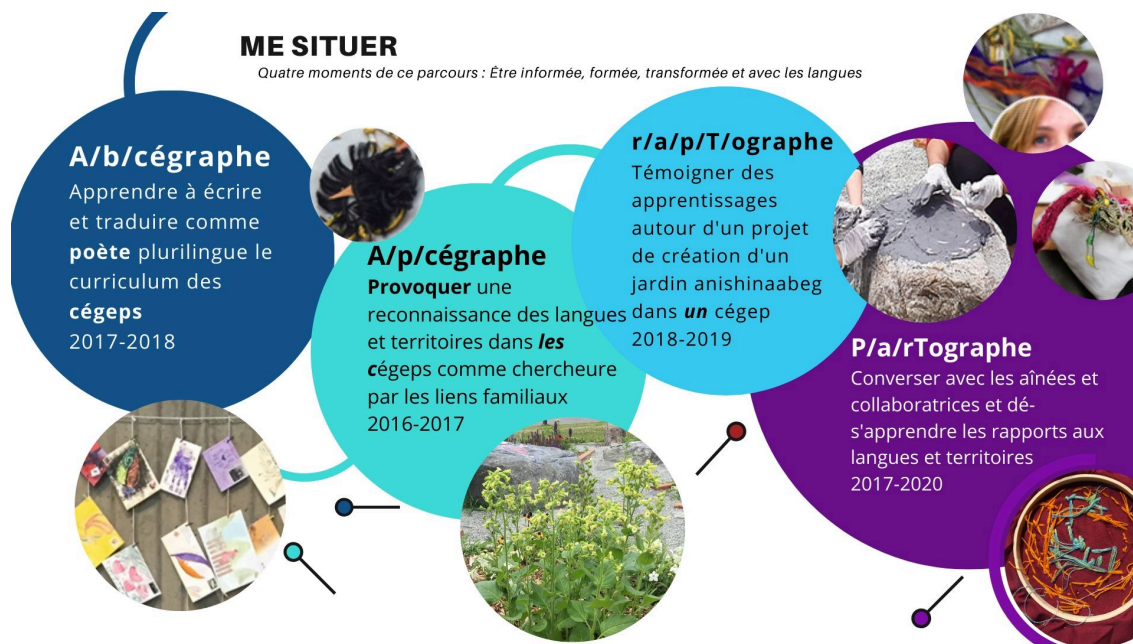 ME SITUER
Quatre moments de ce parcours : Être informée, formée, transformée et avec les langues
A/b/cégraphe
Apprendre à écrire
et traduire comme
poète plurilingue le
curriculum des
cégeps
2017-2018
A/p/cégraphe
Provoquer une
reconnaissance des langues
et territoires dans les
cégeps comme chercheure
par les liens familiaux
2016-2017
r/a/p/T/ographe
Témoigner des
apprentissages
autour d'un projet
de création d'un
jardin anishinaabeg
dans un cégep
2018-2019
P/a/rTographe
Converser avec les aînées et
collaboratrices et dé-
s'apprendre les rapports aux
langues et territoires
2017-2020